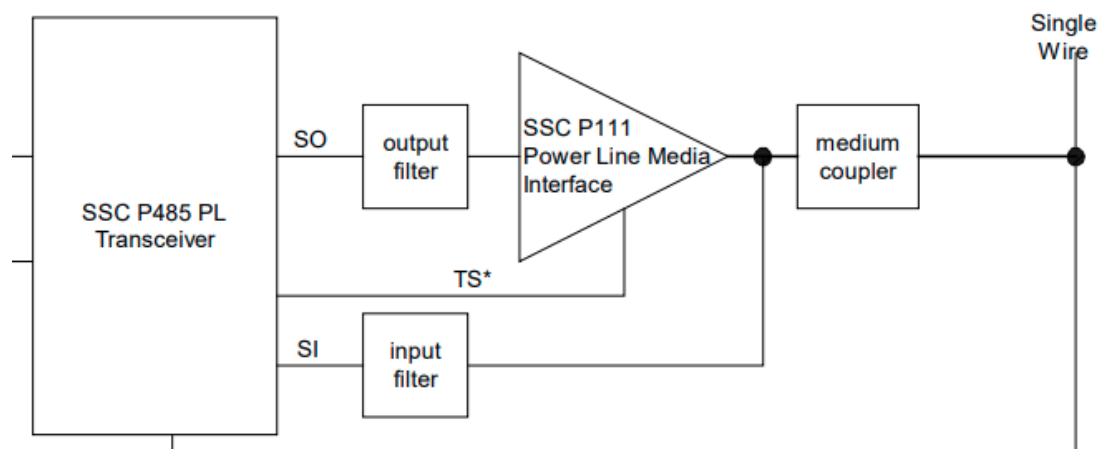 Single
Wire
SO
output
filter
SSC P111
Power Line Media
Interface
medium
coupler
SSC P485 PL
Transceiver
TS*
SI
input
filter